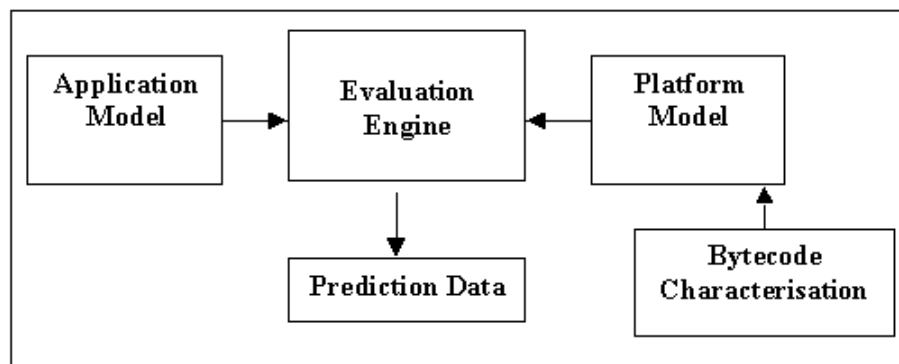 Application
Model
Evaluation
Engine
Platform
Model
Prediction Data
Bytecode
Characterisation